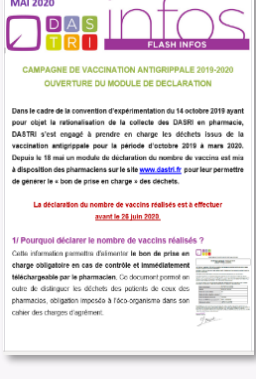 MAI 2020
DAS
TRI
infos
FLASH INFOS
CAMPAGNE DE VACCINATION ANTIGRIPPALE 2019-2020
OUVERTURE DU MODULE DE DECLARATION
Dans le cadre de la convention d'expérimentation du 14 octobre 2019 ayant
pour objet la rationalisation de la collecte des DASRI en pharmacie,
DASTRI s'est engagé à prendre en charge les déchets issus de la
vaccination antigrippale pour la période d'octobre 2019 à mars 2020.
Depuis le 18 mai un module de déclaration du nombre de vaccins est mis
à disposition des pharmaciens sur le site www.dastri.fr pour leur permettre
de générer le « bon de prise en charge » des déchets.
La déclaration du nombre de vaccins réalisés est à effectuer
avant le 26 juin 2020.
1/ Pourquoi déclarer le nombre de vaccins réalisés ?
Cette information permettra d'alimenter le bon de prise en
charge obligatoire en cas de contrôle et immédiatement
téléchargeable par le pharmacien. Ce document permet en
outre de distinguer les déchets des patients de ceux des
pharmacies, obligation imposée à l'éco-organisme dans son
cahier des charges d'agrément.